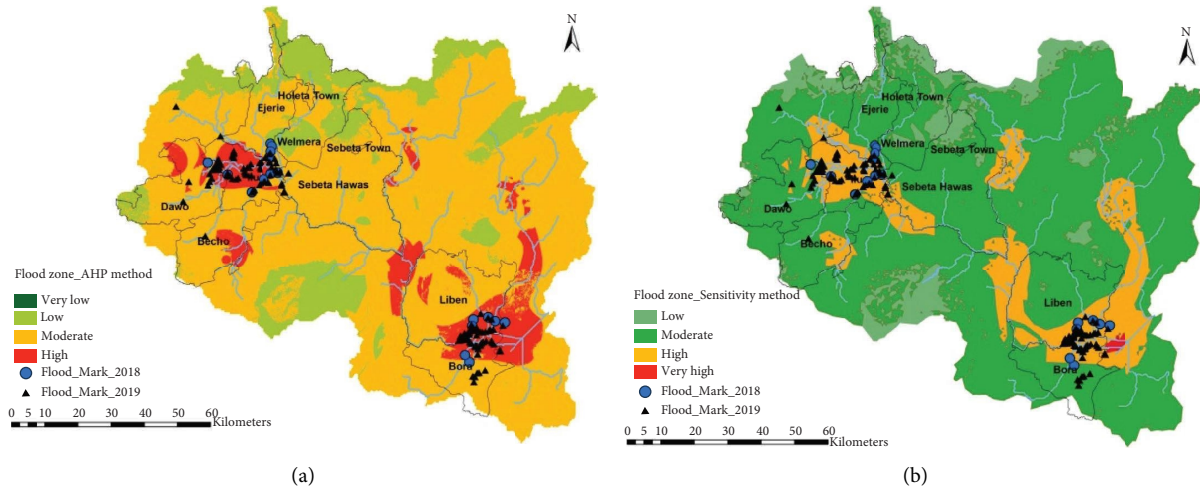 N
Holeta Town
Ejerie
Welmera
Sebeta Town
Sebeta Hawas
Dawo
Becho
Liben
Bora
Flood zone_AHP method
Very low
Low
Moderate
High
Flood_Mark_2018
Flood_Mark_2019
0 5 10 20 30 40 50 60
Kilometers
(a)
N
Holeta Town
Ejerie
Welmera
Sebeta Town
Sebeta Hawas
Dawo
Becho
Liben
Bora
Flood zone_Sensitivity method
Low
Moderate
High
Very high
Flood_Mark_2018
Flood_Mark_2019
0 5 10 20 30 40 50 60
Kilometers
(b)